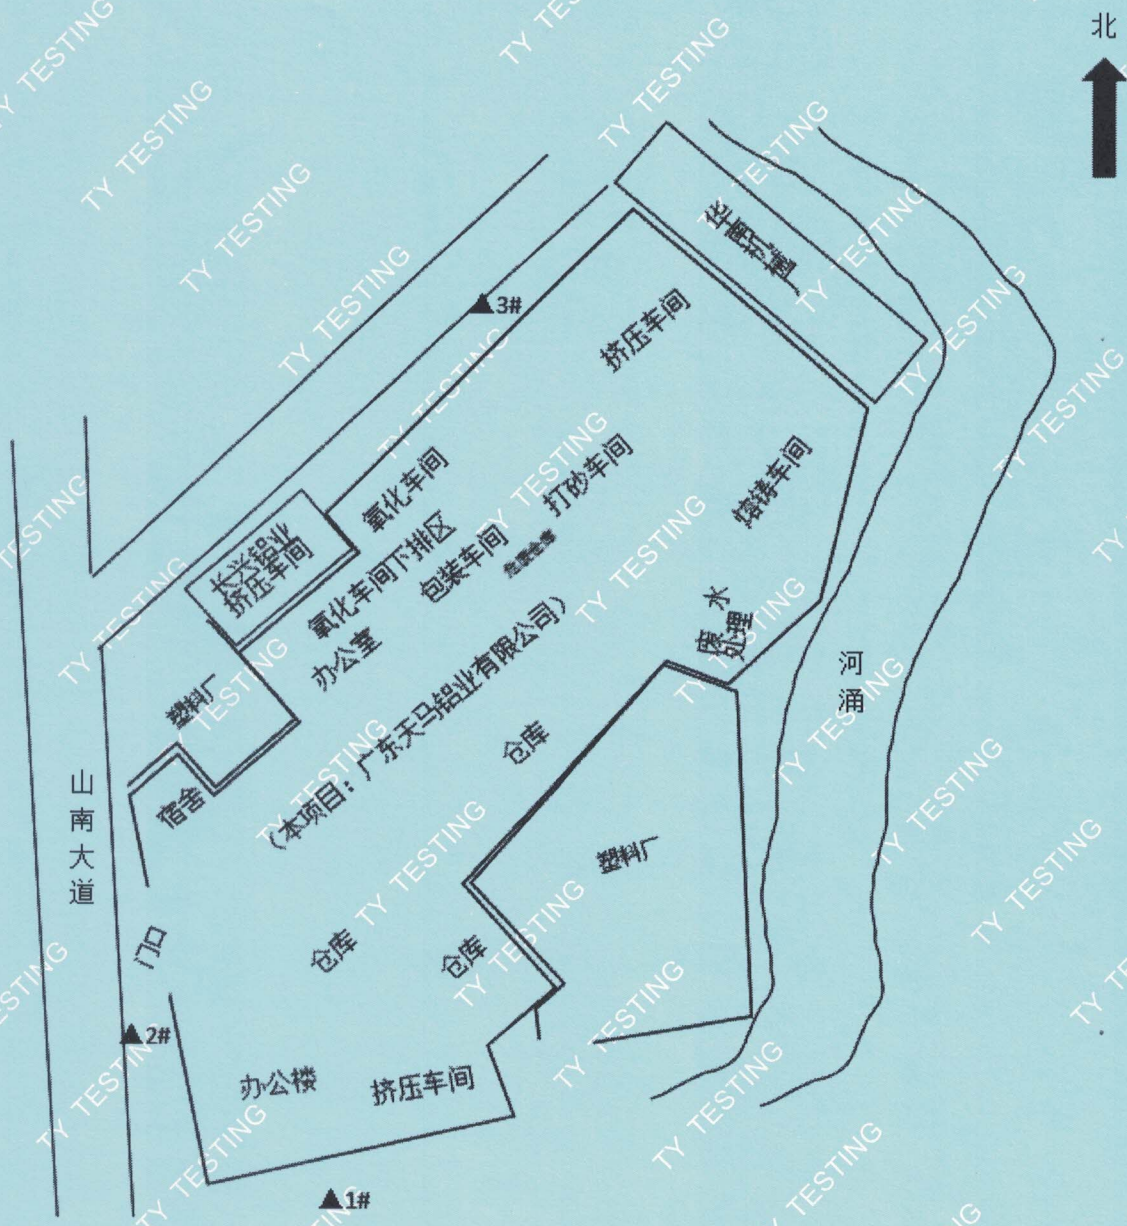 北
华南机械厂
▲3#
挤压车间
氧化车间
打砂车间
熔铸车间
长兴铝业
挤压车间
氧化车间下排区
包装车间
办公室
废水
处理
河涌
塑料厂
(本项目：广东天马铝业有限公司)
仓库
宿舍
山南大道
塑料厂
门口
仓库
仓库
▲2#
办公楼
挤压车间
▲1#
TY TESTING